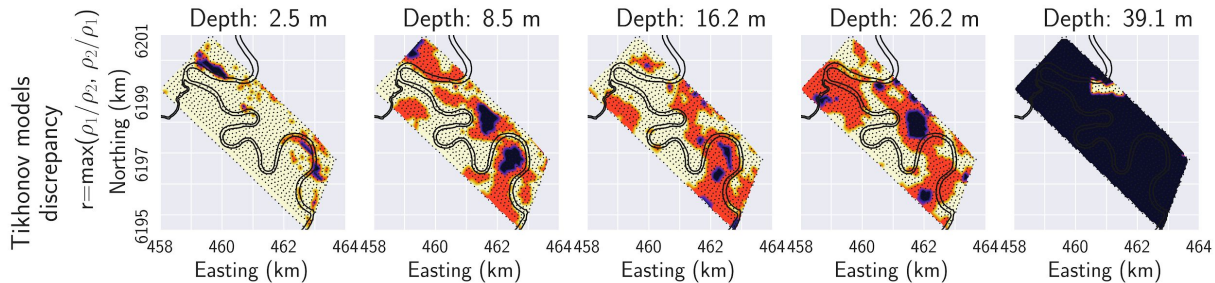 Depth: 2.5 m
Depth: 8.5 m
Depth: 16.2 m
Depth: 26.2 m
Depth: 39.1 m
Tikhonov models
discrepancy
r=max(ρ1/ρ2, ρ2/ρ1)
Northing (km)
6201
6199
6197
6195
458 460 462 464
458 460 462 464
458 460 462 464
458 460 462 464
458 460 462 464
Easting (km)
Easting (km)
Easting (km)
Easting (km)
Easting (km)